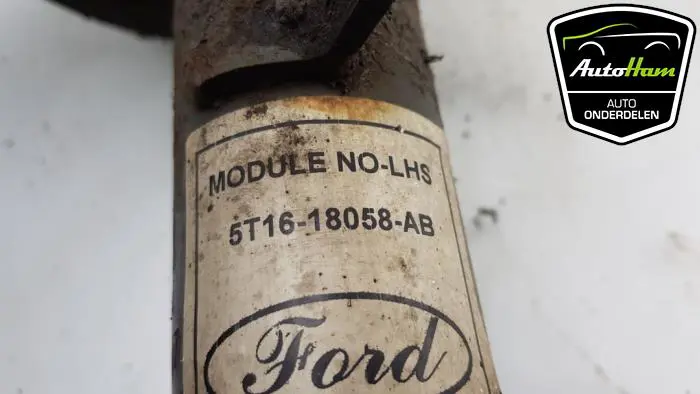 AutoHam
AUTO
ONDERDELEN
MODULE NO-LHS
5T16-18058-AB
Ford